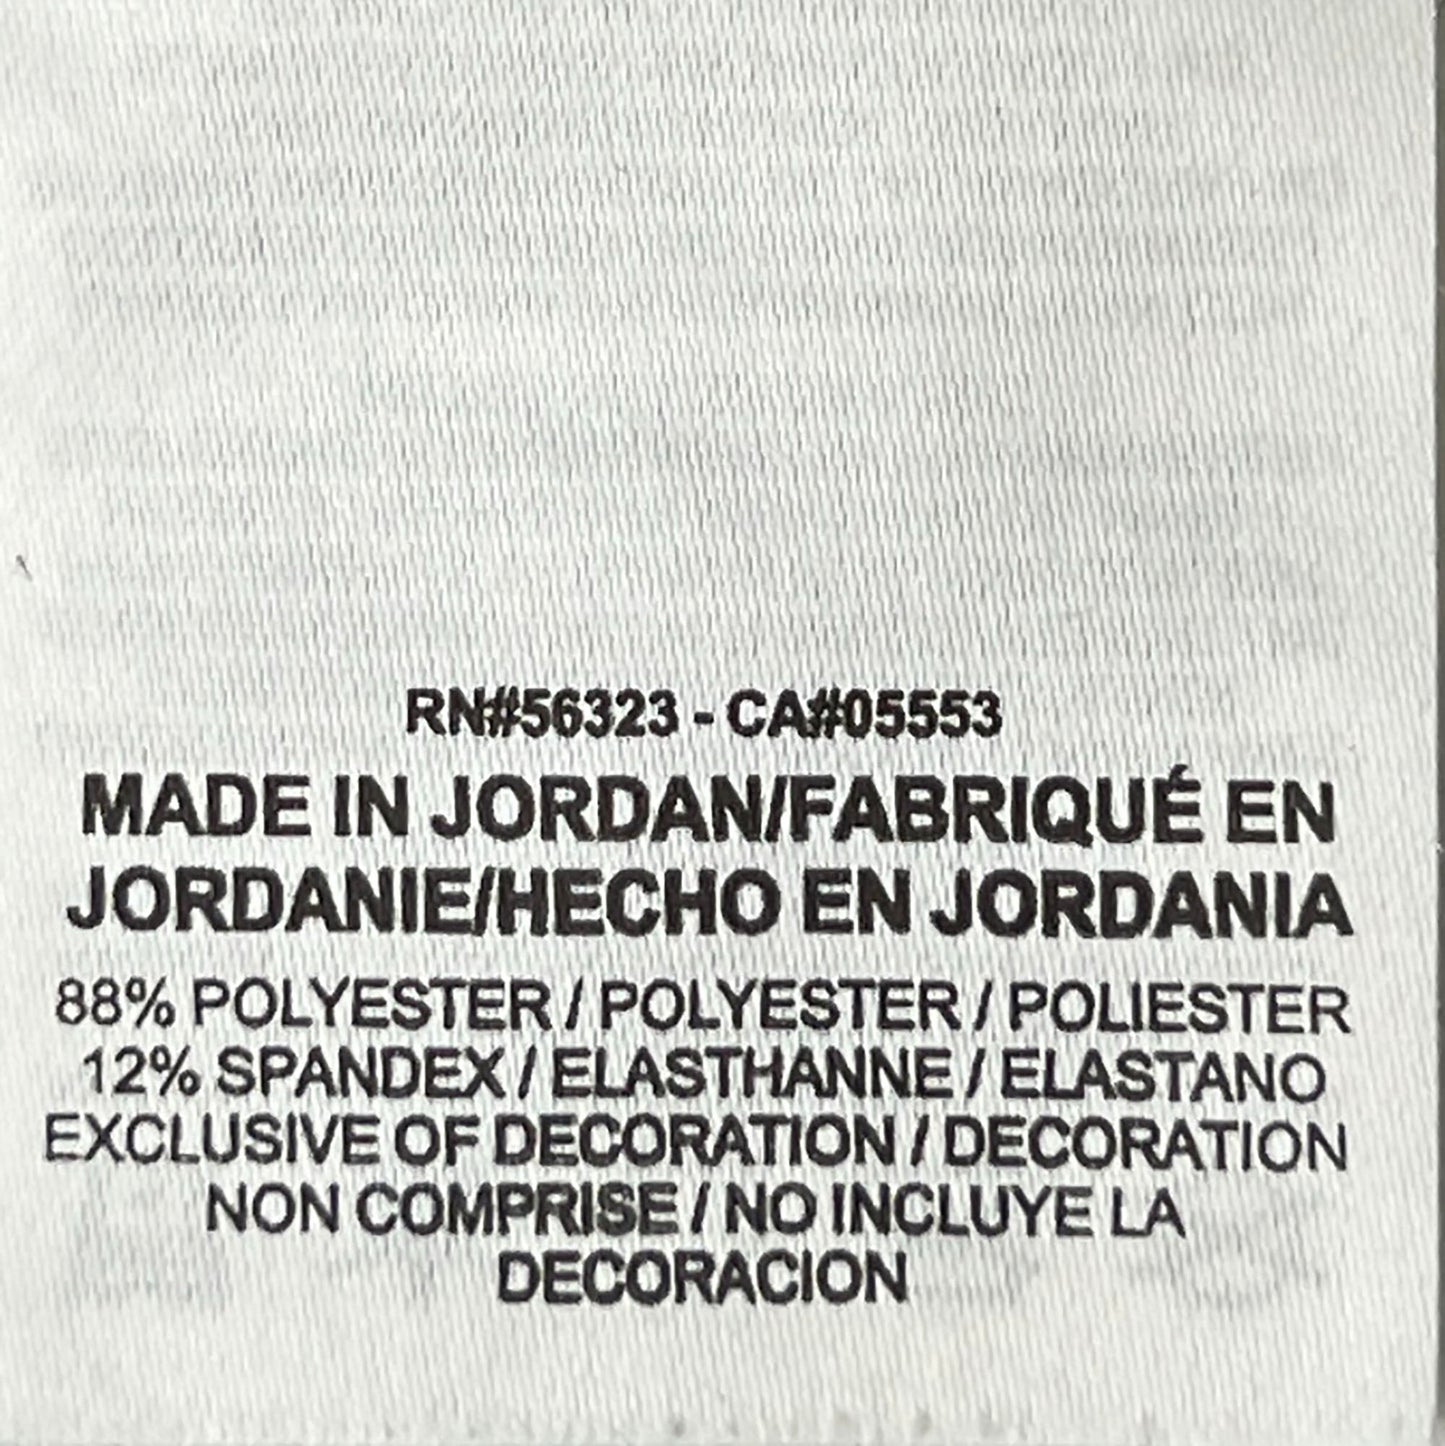 RN#56323 - CA#05553
MADE IN JORDAN/FABRIQUÉ EN
JORDANIE/HECHO EN JORDANIA
88% POLYESTER / POLYESTER / POLIESTER
12% SPANDEX / ELASTHANNE / ELASTANO
EXCLUSIVE OF DECORATION / DECORATION
NON COMPRISE / NO INCLUYE LA
DECORACION